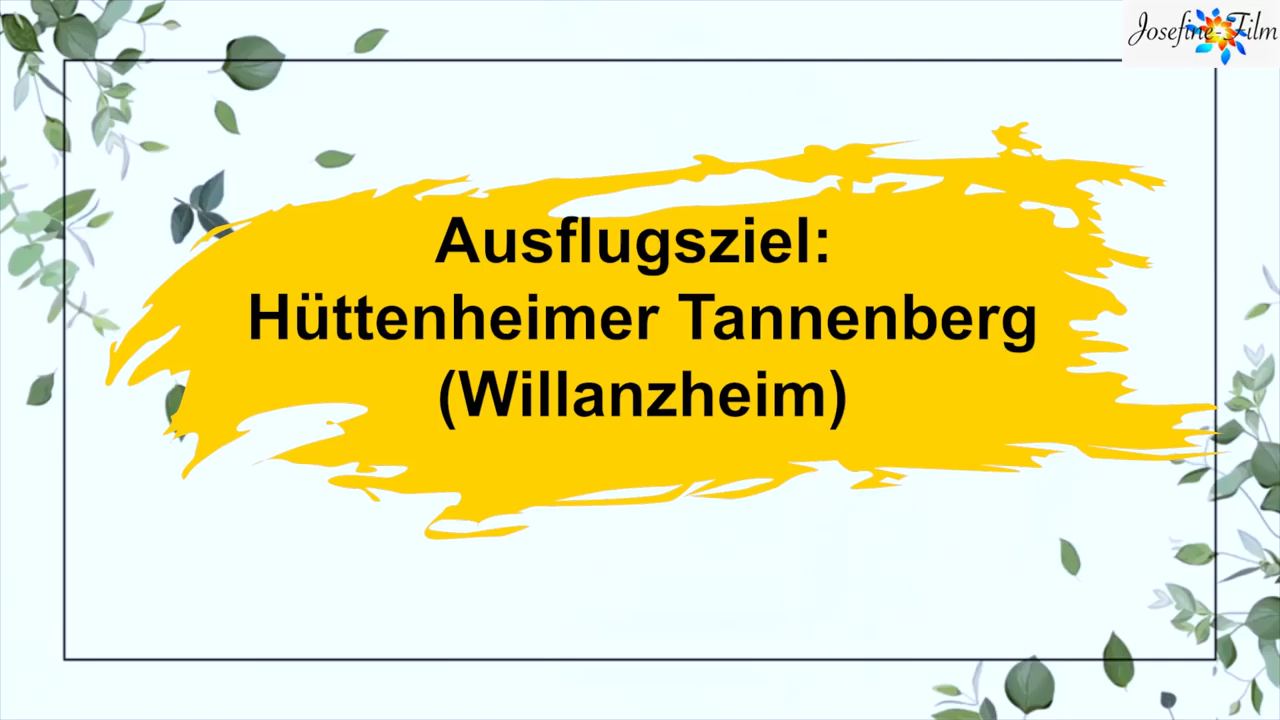 Josefine-Film
Ausflugsziel:
Hüttenheimer Tannenberg
(Willanzheim)